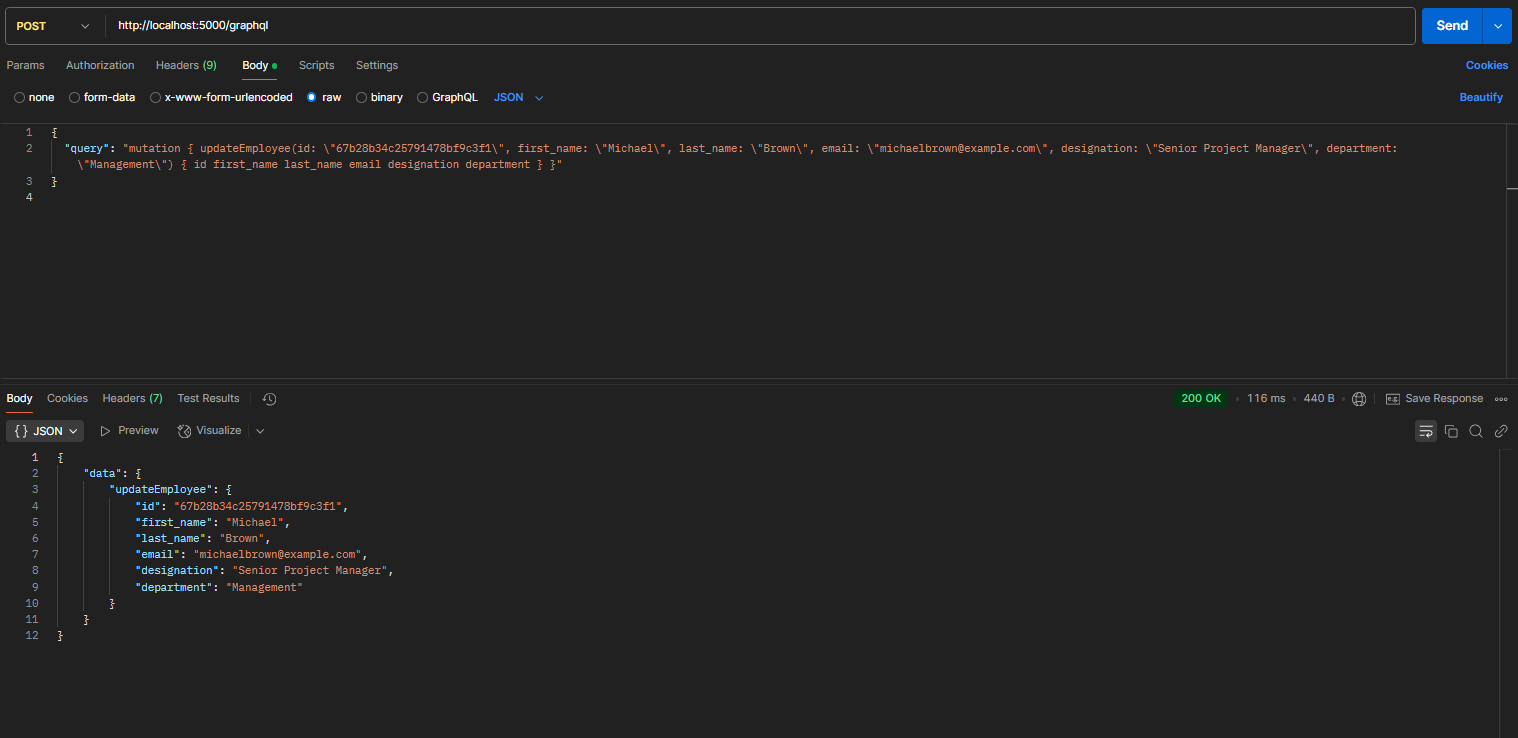 POST http://localhost:5000/graphql Send
Params Authorization Headers (9) Body Scripts Settings Cookies
none form-data x-www-form-urlencoded raw binary GraphQL JSON Beautify
1 {
2 "query": "mutation { updateEmployee(id: \"67b28b34c25791478bf9c3f1\", first_name: \"Michael\", last_name: \"Brown\", email: \"michaelbrown@example.com\", designation: \"Senior Project Manager\", department:
\"Management\") { id first_name last_name email designation department } }"
3 }
4
Body Cookies Headers (7) Test Results 200 OK 116 ms 440 B e.g. Save Response
{ } JSON Preview Visualize
1 {
2 "data": {
3 "updateEmployee": {
4 "id": "67b28b34c25791478bf9c3f1",
5 "first_name": "Michael",
6 "last_name": "Brown",
7 "email": "michaelbrown@example.com",
8 "designation": "Senior Project Manager",
9 "department": "Management"
10 }
11 }
12 }